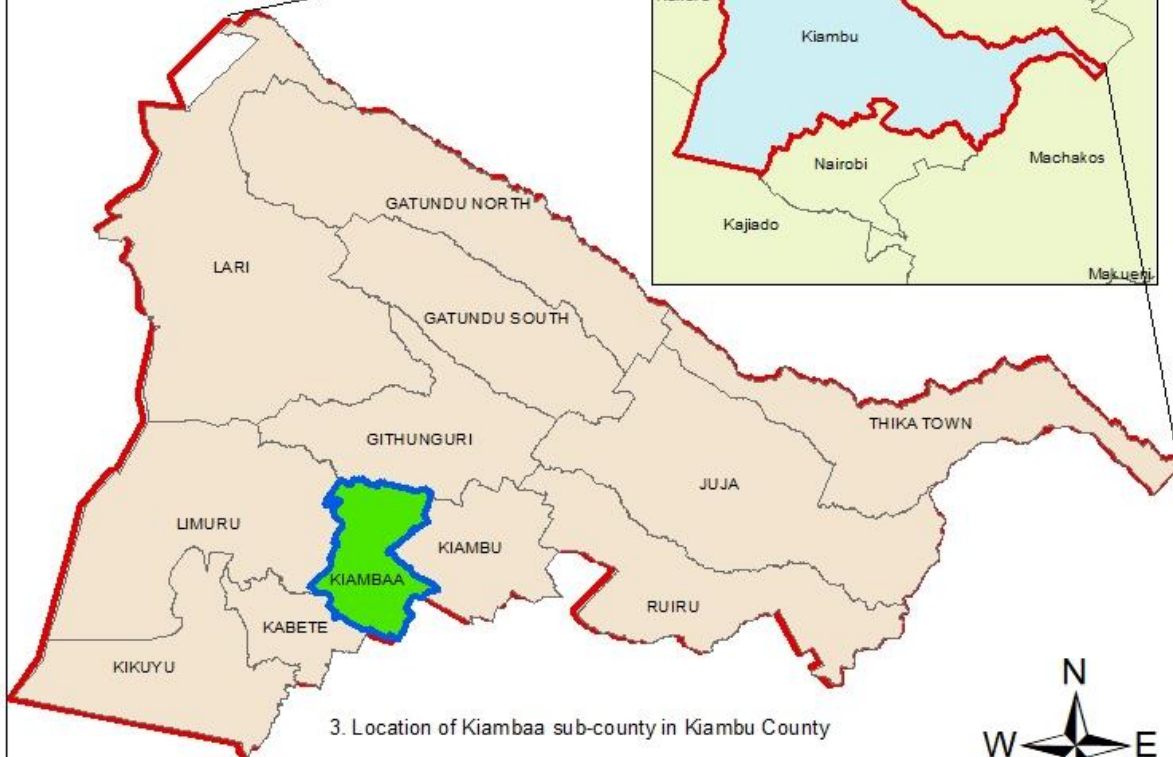 Kiambu
Nairobi
Machakos
Kajiado
Makueni
GATUNDU NORTH
LARI
GATUNDU SOUTH
THIKA TOWN
GITHUNGURI
JUJA
LIMURU
KIAMBU
KIAMBAA
RUIRU
KABETE
KIKUYU
3. Location of Kiambaa sub-county in Kiambu County
N
W E